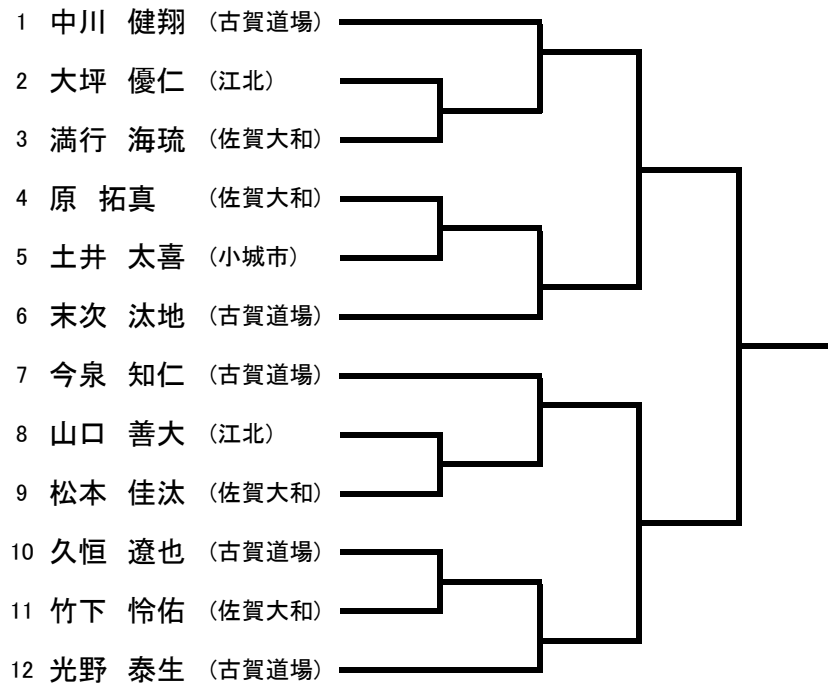 1 中川 健翔 (古賀道場)
2 大坪 優仁 (江北)
3 満行 海琉 (佐賀大和)
4 原 拓真 (佐賀大和)
5 土井 太喜 (小城市)
6 末次 汰地 (古賀道場)
7 今泉 知仁 (古賀道場)
8 山口 善大 (江北)
9 松本 佳汰 (佐賀大和)
10 久恒 遼也 (古賀道場)
11 竹下 怜佑 (佐賀大和)
12 光野 泰生 (古賀道場)